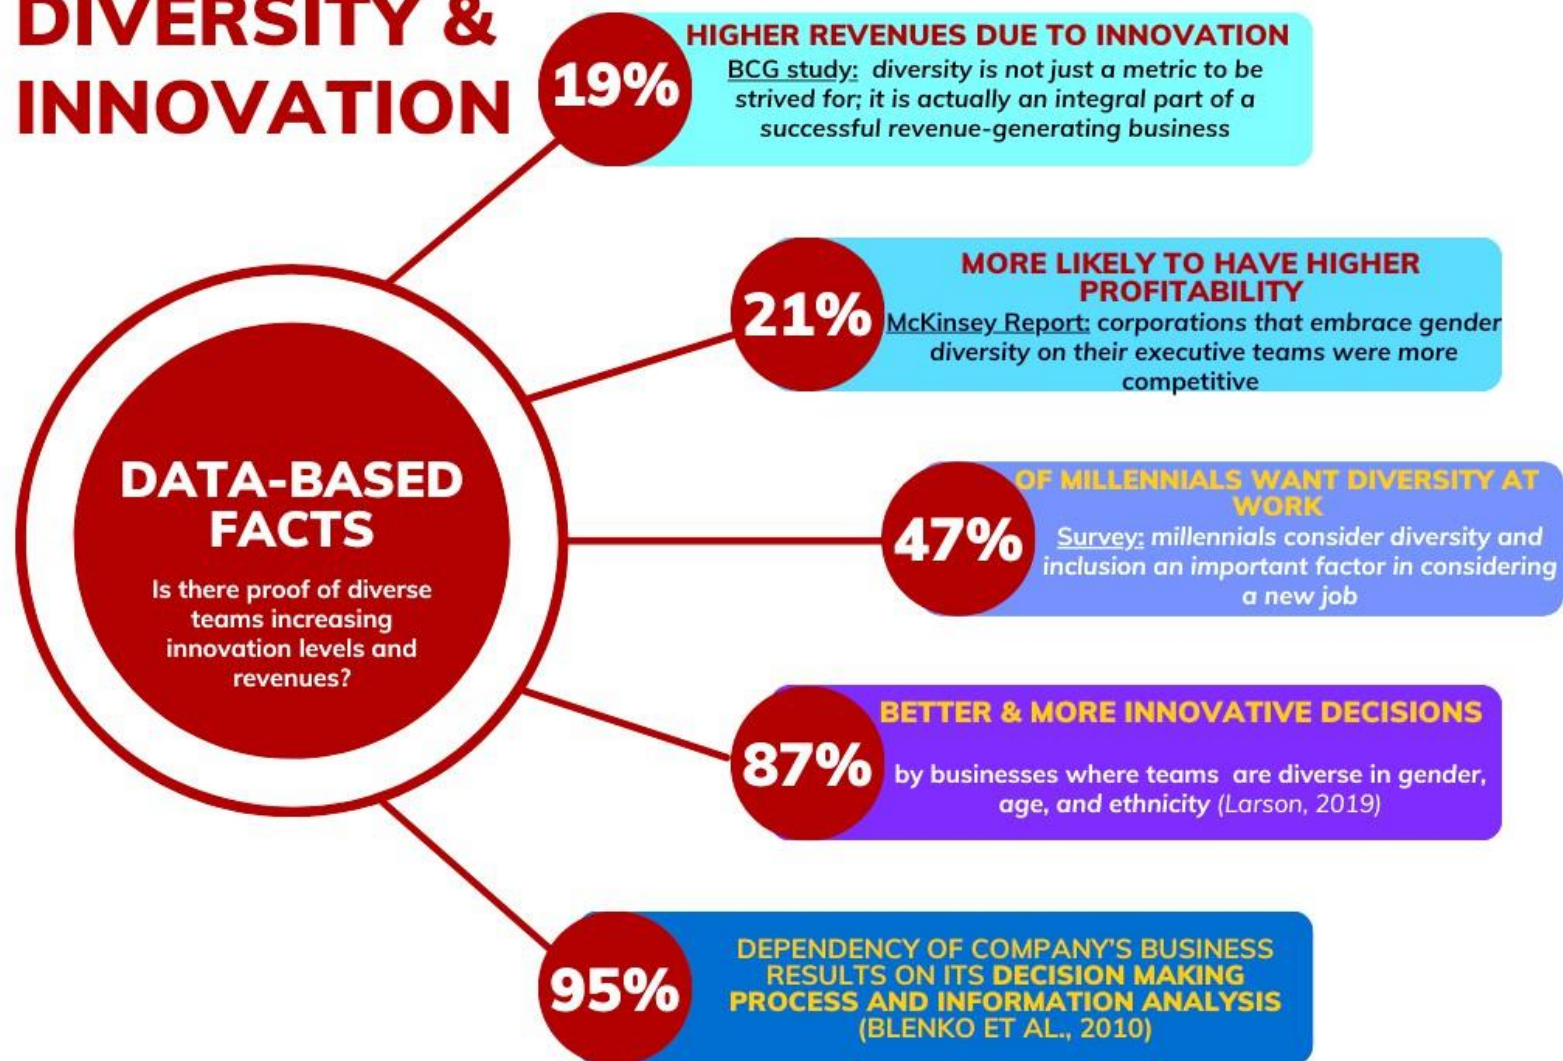 DIVERSITY &
INNOVATION
19%
HIGHER REVENUES DUE TO INNOVATION
BCG study: diversity is not just a metric to be
strived for; it is actually an integral part of a
successful revenue-generating business
21%
MORE LIKELY TO HAVE HIGHER
PROFITABILITY
McKinsey Report: corporations that embrace gender
diversity on their executive teams were more
competitive
DATA-BASED
FACTS
Is there proof of diverse
teams increasing
innovation levels and
revenues?
47%
OF MILLENNIALS WANT DIVERSITY AT
WORK
Survey: millennials consider diversity and
inclusion an important factor in considering
a new job
87%
BETTER & MORE INNOVATIVE DECISIONS
by businesses where teams are diverse in gender,
age, and ethnicity (Larson, 2019)
95%
DEPENDENCY OF COMPANY'S BUSINESS
RESULTS ON ITS DECISION MAKING
PROCESS AND INFORMATION ANALYSIS
(BLENKO ET AL., 2010)